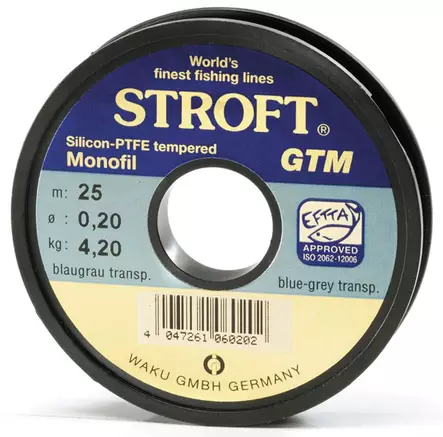 World's
finest fishing lines
STROFT®
Silicon-PTFE tempered
Monofil
GTM
m: 25
ø: 0,20
kg: 4,20
EFTTA
APPROVED
ISO 2062-12006
blaugrau transp.
blue-grey transp.
4 047261 060202
WAKU GMBH GERMANY